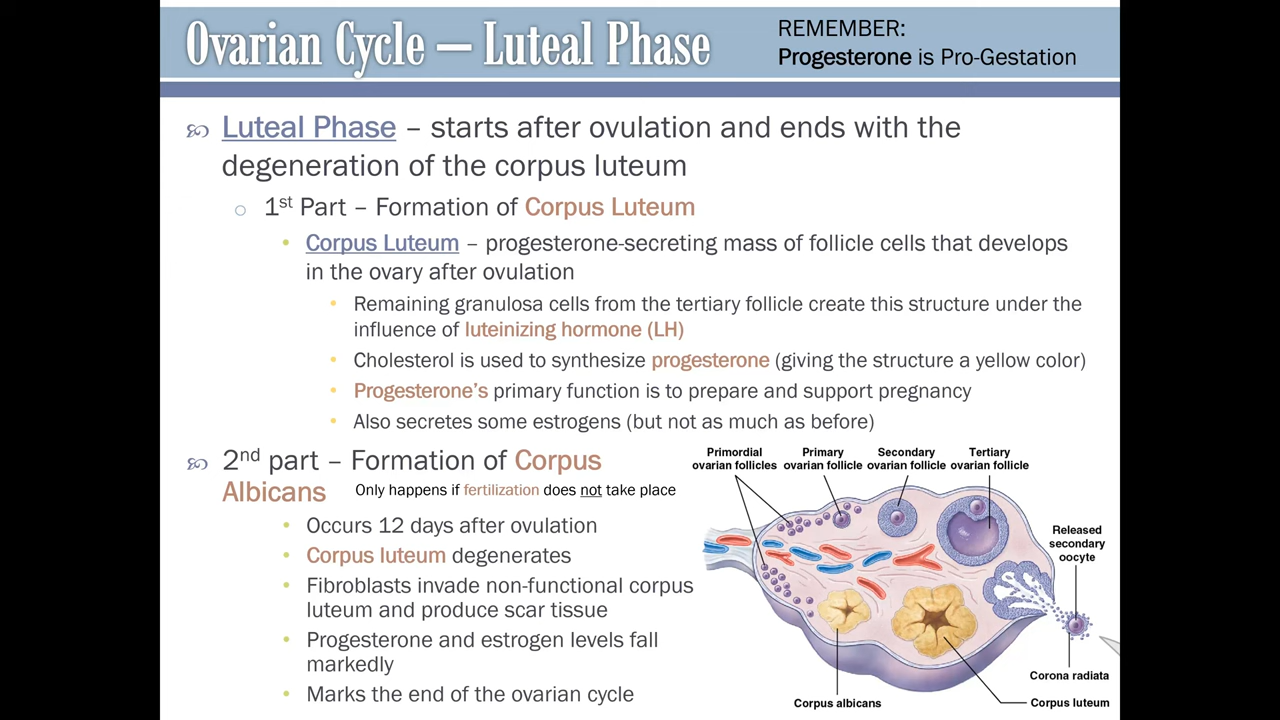 Ovarian Cycle — Luteal Phase
REMEMBER:
Progesterone is Pro-Gestation
Luteal Phase – starts after ovulation and ends with the
degeneration of the corpus luteum
1st Part – Formation of Corpus Luteum
Corpus Luteum – progesterone-secreting mass of follicle cells that develops
in the ovary after ovulation
Remaining granulosa cells from the tertiary follicle create this structure under the
influence of luteinizing hormone (LH)
Cholesterol is used to synthesize progesterone (giving the structure a yellow color)
Progesterone's primary function is to prepare and support pregnancy
Also secretes some estrogens (but not as much as before)
2nd part – Formation of Corpus
Albicans
Only happens if fertilization does not take place
Occurs 12 days after ovulation
Corpus luteum degenerates
Fibroblasts invade non-functional corpus
luteum and produce scar tissue
Progesterone and estrogen levels fall
markedly
Marks the end of the ovarian cycle
Primordial
ovarian follicles
Primary
ovarian follicle
Secondary
ovarian follicle
Tertiary
ovarian follicle
Released
secondary
oocyte
Corona radiata
Corpus luteum
Corpus albicans